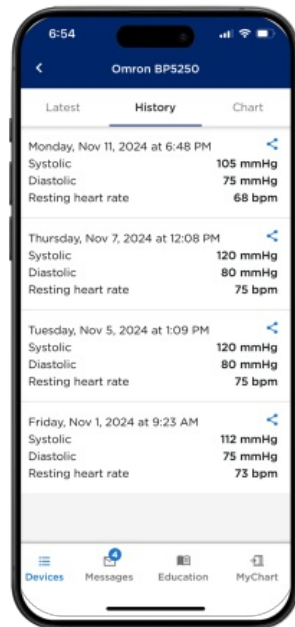 6:54
Omron BP5250
Latest History Chart
Monday, Nov 11, 2024 at 6:48 PM
Systolic 105 mmHg
Diastolic 75 mmHg
Resting heart rate 68 bpm
Thursday, Nov 7, 2024 at 12:08 PM
Systolic 120 mmHg
Diastolic 80 mmHg
Resting heart rate 75 bpm
Tuesday, Nov 5, 2024 at 1:09 PM
Systolic 120 mmHg
Diastolic 80 mmHg
Resting heart rate 75 bpm
Friday, Nov 1, 2024 at 9:23 AM
Systolic 112 mmHg
Diastolic 75 mmHg
Resting heart rate 73 bpm
4
Devices Messages Education MyChart